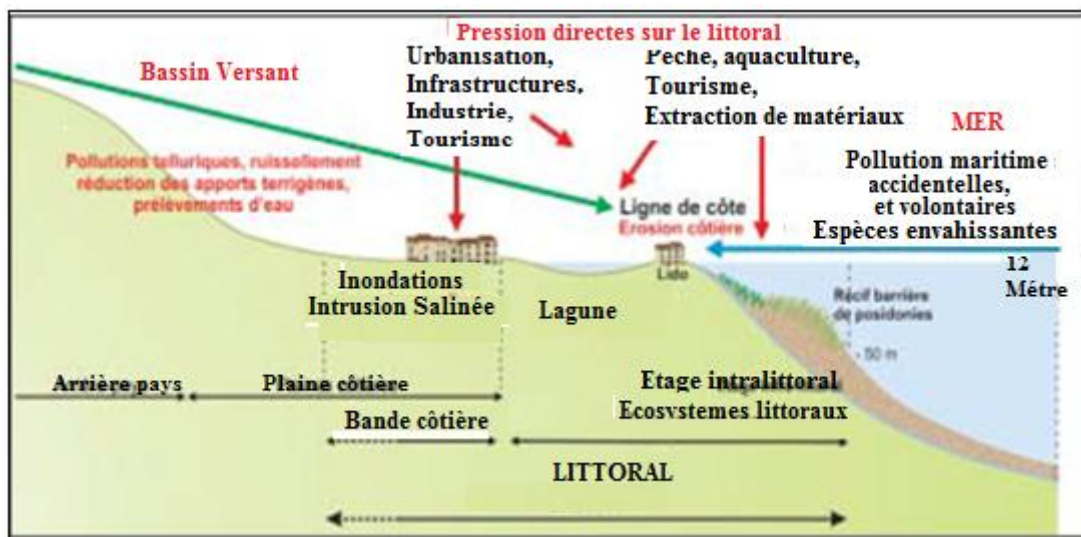 Pression directes sur le littoral
Bassin Versant
Urbanisation,
Infrastructures,
Industrie,
Tourisme
Pêche, aquaculture,
Tourisme,
Extraction de matériaux
MER
Pollutions telluriques, ruissellement
réduction des apports terrigènes,
prélèvements d'eau
Pollution maritime
accidentelles,
et volontaires
Espèces envahissantes
Ligne de côte
Erosion côtière
12
Métre
Inondations
Intrusion Salinée
Lido
Lagune
Récif barrière
de posidonies
- 50 m
Arrière pays
Plaine côtière
Etage intralittoral
Bande côtière
Ecosystemes littoraux
LITTORAL